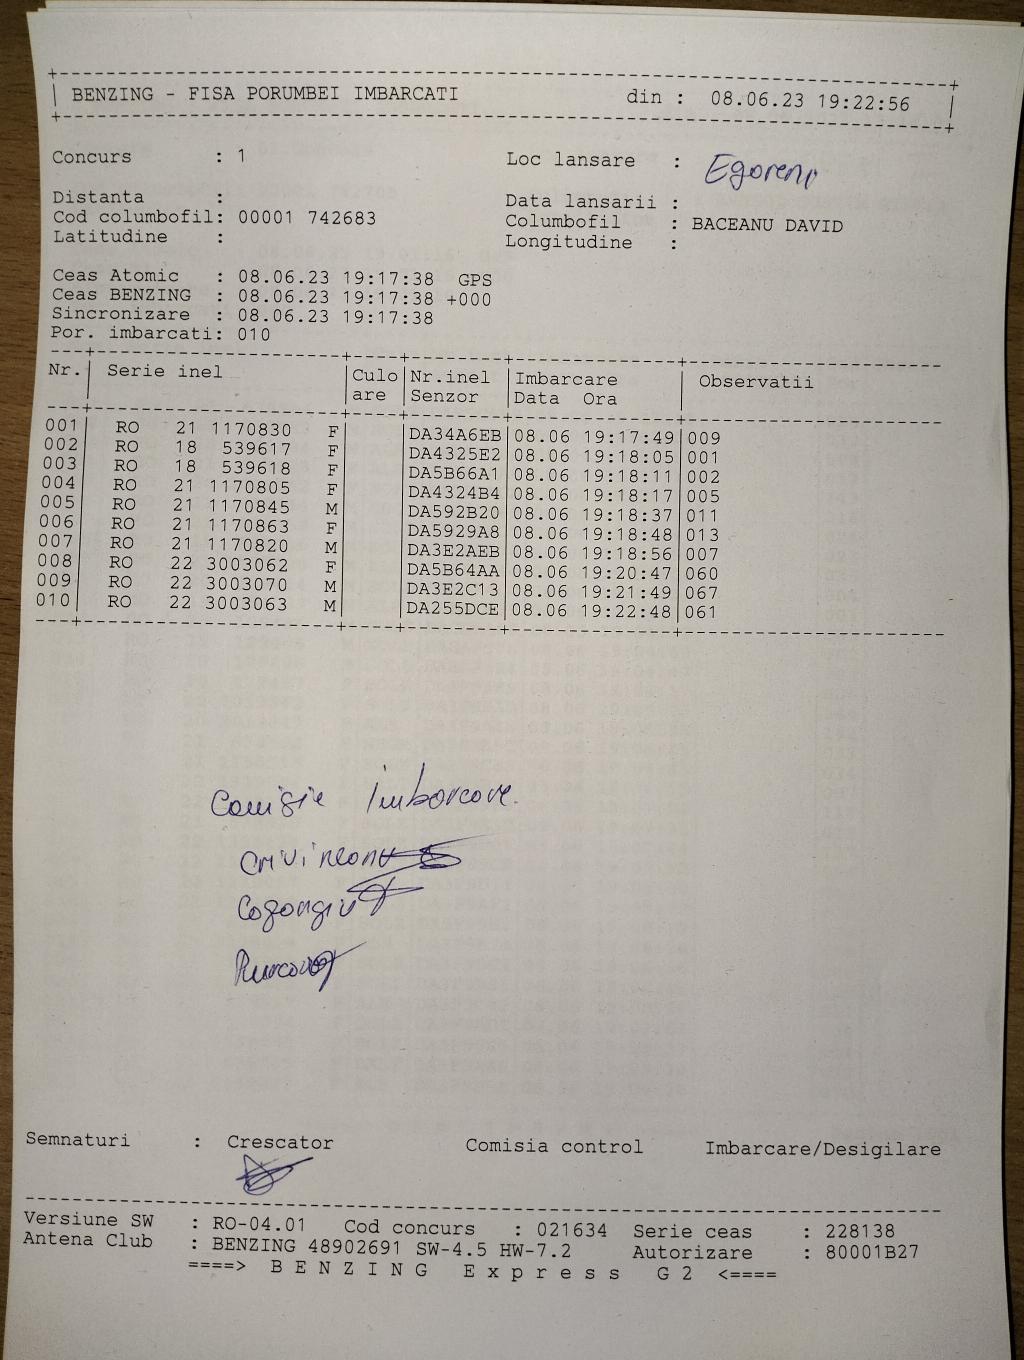 BENZING - FISA PORUMBEI IMBARCATI din : 08.06.23 19:22:56
Concurs : 1 Loc lansare : Egoreni
Distanta : Data lansarii :
Cod columbofil: 00001 742683 Columbofil : BACEANU DAVID
Latitudine : Longitudine :
Ceas Atomic : 08.06.23 19:17:38 GPS
Ceas BENZING : 08.06.23 19:17:38 +000
Sincronizare : 08.06.23 19:17:38
Por. imbarcati: 010
Nr. Serie inel Culo Nr.inel Imbarcare Observatii
are Senzor Data Ora
001 RO 21 1170830 F DA34A6EB 08.06 19:17:49 009
002 RO 18 539617 F DA4325E2 08.06 19:18:05 001
003 RO 18 539618 F DA5B66A1 08.06 19:18:11 002
004 RO 21 1170805 F DA4324B4 08.06 19:18:17 005
005 RO 21 1170845 M DA592B20 08.06 19:18:37 011
006 RO 21 1170863 F DA5929A8 08.06 19:18:48 013
007 RO 21 1170820 M DA3E2AEB 08.06 19:18:56 007
008 RO 22 3003062 F DA5B64AA 08.06 19:20:47 060
009 RO 22 3003070 M DA3E2C13 08.06 19:21:49 067
010 RO 22 3003063 M DA255DCE 08.06 19:22:48 061
Comisie Imborcore.
Semnaturi : Crescator Comisia control Imbarcare/Desigilare
Versiune SW : RO-04.01 Cod concurs : 021634 Serie ceas : 228138
Antena Club : BENZING 48902691 SW-4.5 HW-7.2 Autorizare : 80001B27
====> B E N Z I N G E x p r e s s G 2 <====